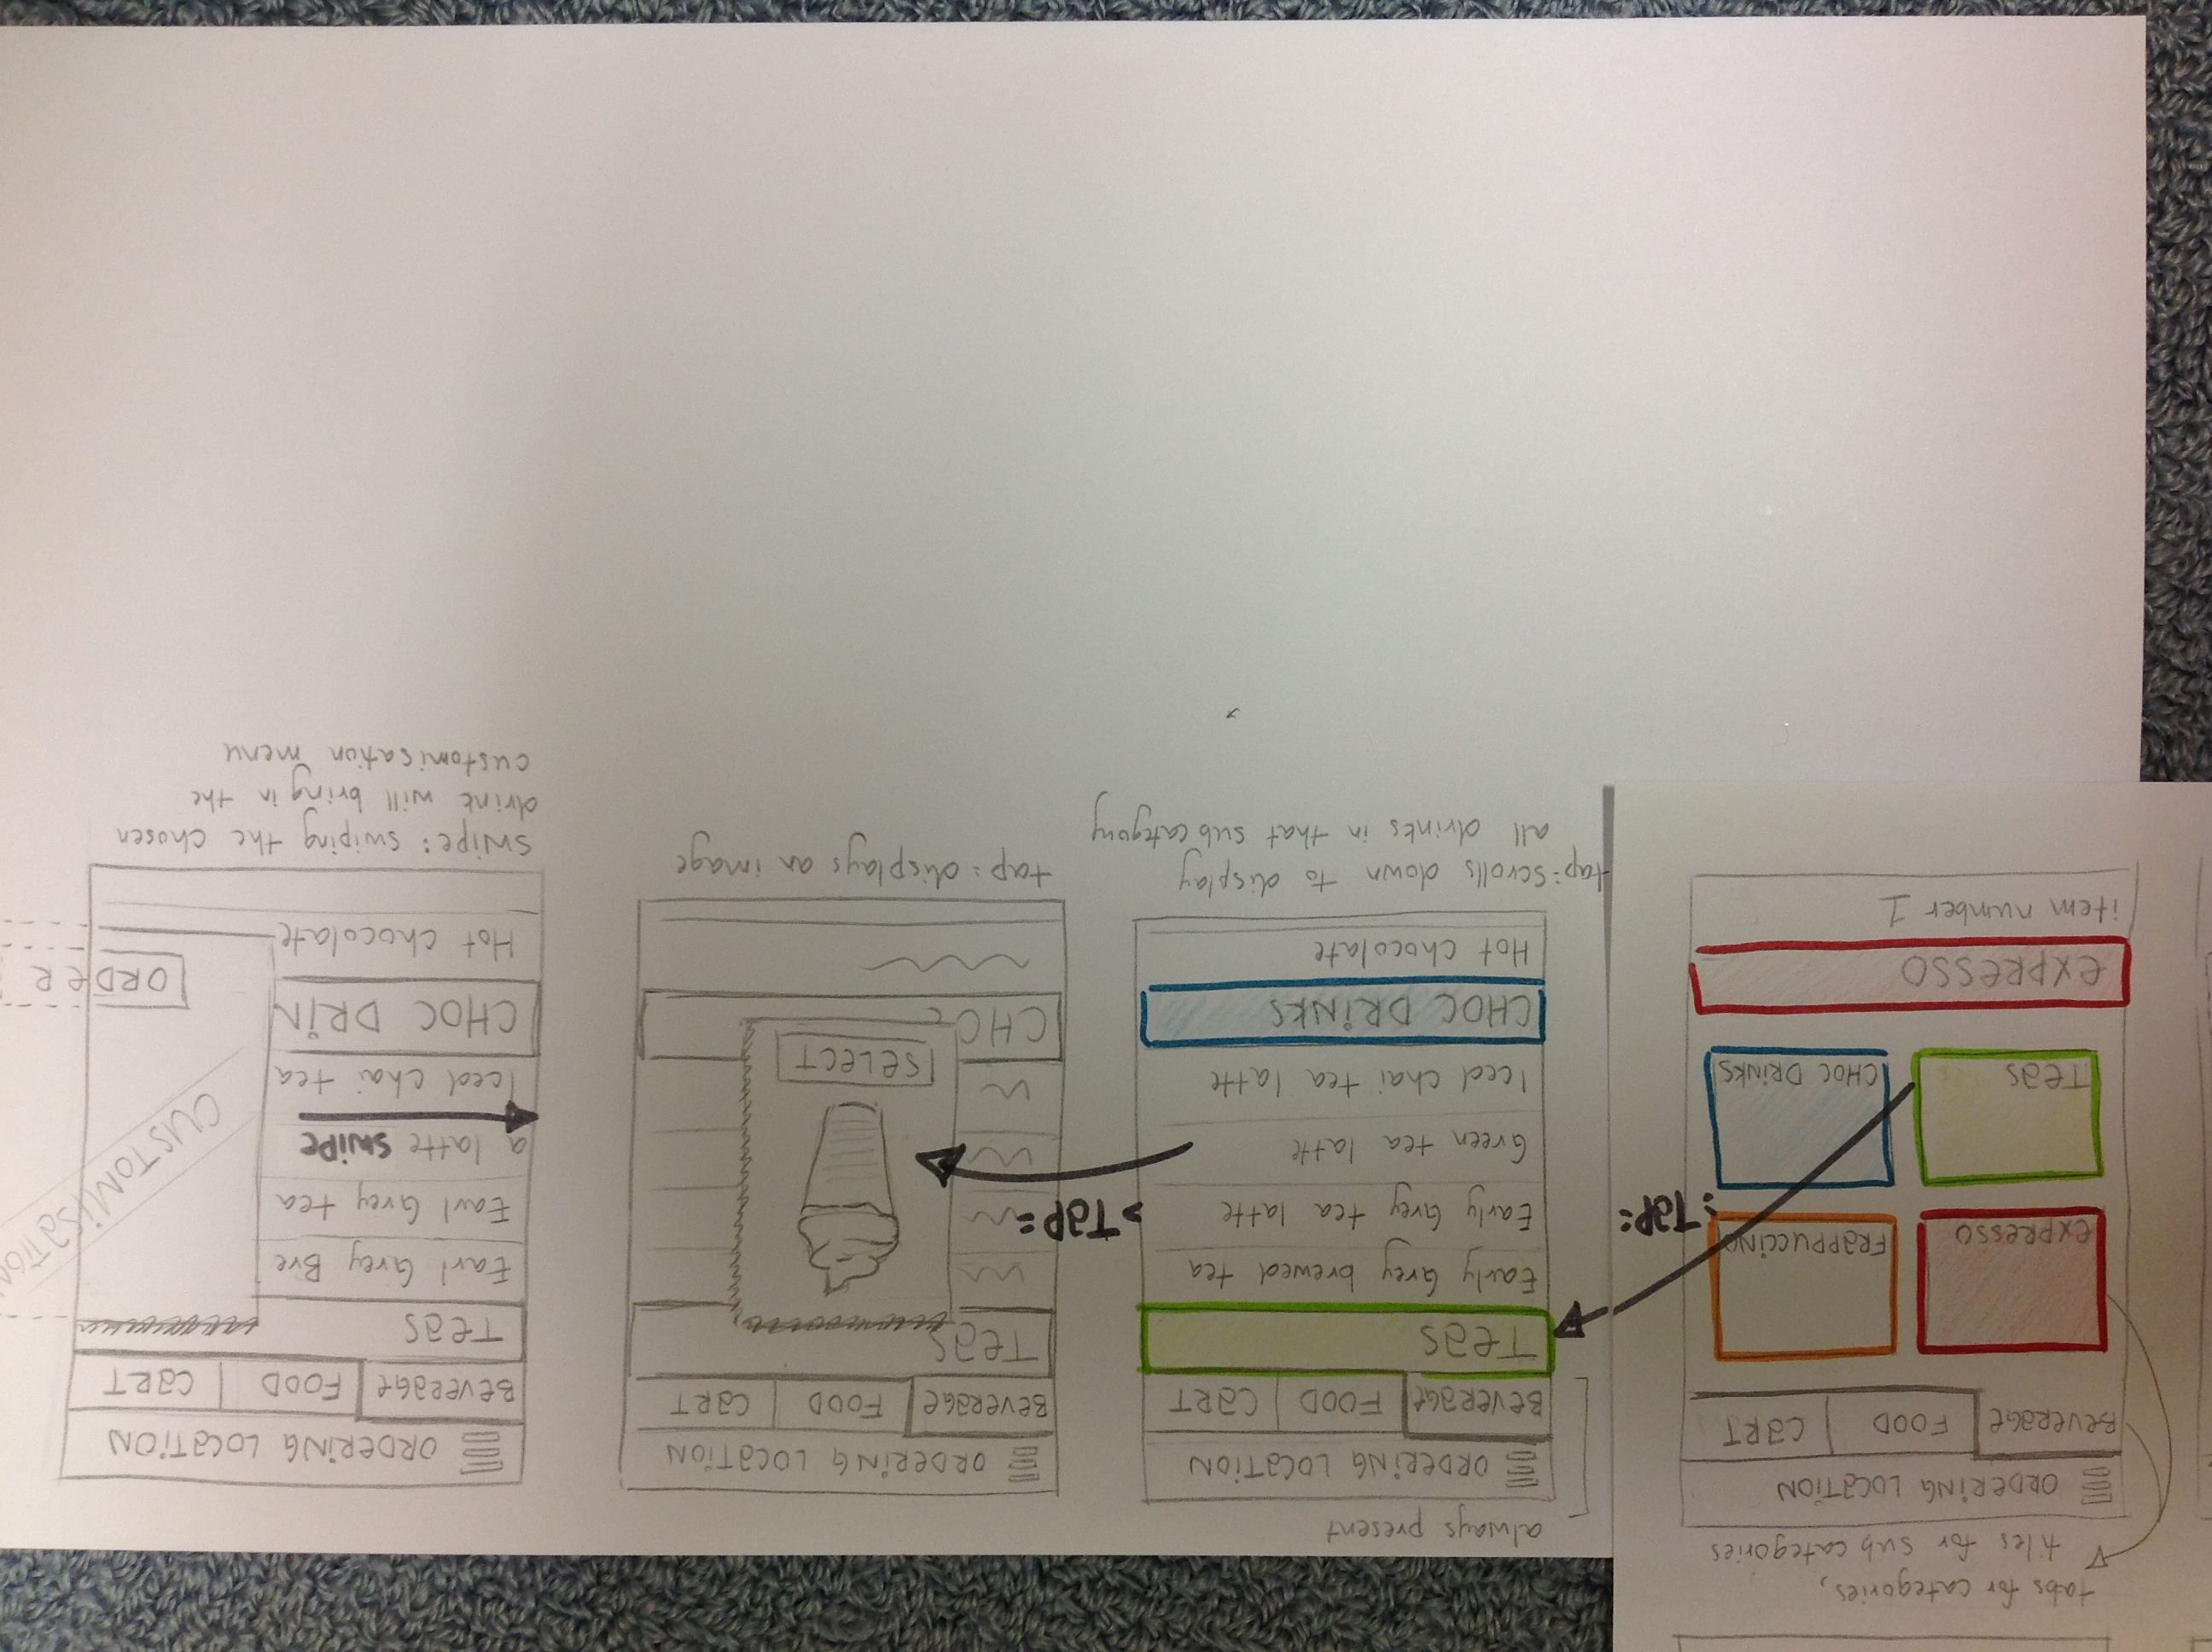 tabs for categories,
tiles for sub categories
ORDERING LOCATION
BEVERAGE FOOD CART
EXPRESSO
FRAPPUCCINO
TEAS
CHOC DRINKS
EXPRESSO
item number 1
:TAP:
always present
ORDERING LOCATION
BEVERAGE FOOD CART
TEAS
Early Grey brewed tea
Early Grey tea latte
Green tea latte
Iced chai tea latte
CHOC DRINKS
Hot chocolate
tap: scrolls down to display
all drinks in that sub category
>TAP:
ORDERING LOCATION
BEVERAGE FOOD CART
TEAS
SELECT
CHOC
tap: displays an image
ORDERING LOCATION
BEVERAGE FOOD CART
TEAS
Earl Grey Bre
Earl Grey tea
a latte SWIPE
Iced chai tea
CHOC DRIN
Hot chocolate
CUSTOMISATION
ORDER
swipe: swiping the chosen
drink will bring in the
customisation menu